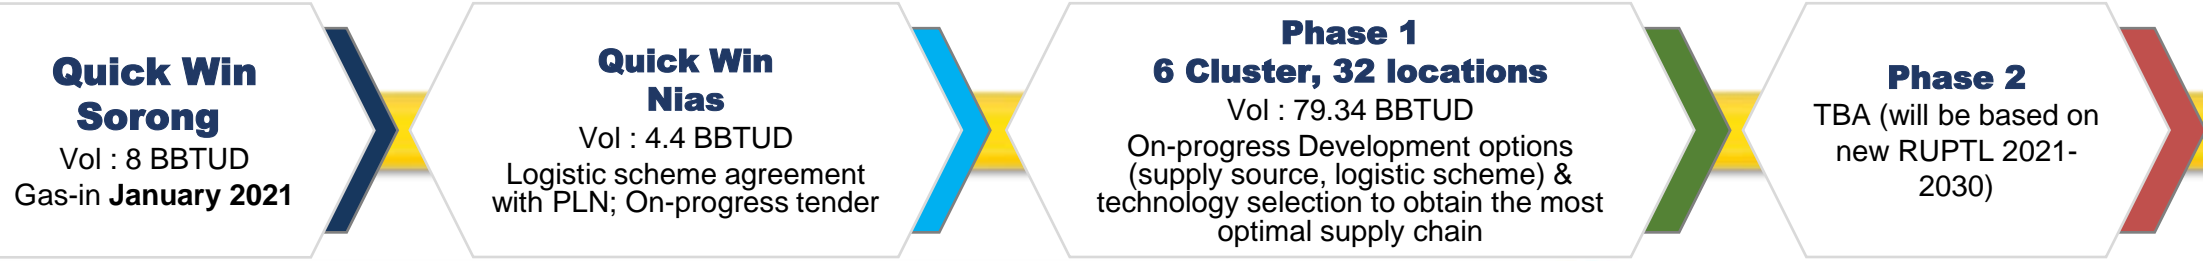 Quick Win
Sorong
Vol : 8 BBTUD
Gas-in January 2021
Quick Win
Nias
Vol : 4.4 BBTUD
Logistic scheme agreement
with PLN; On-progress tender
Phase 1
6 Cluster, 32 locations
Vol : 79.34 BBTUD
On-progress Development options
(supply source, logistic scheme) &
technology selection to obtain the most
optimal supply chain
Phase 2
TBA (will be based on
new RUPTL 2021-
2030)